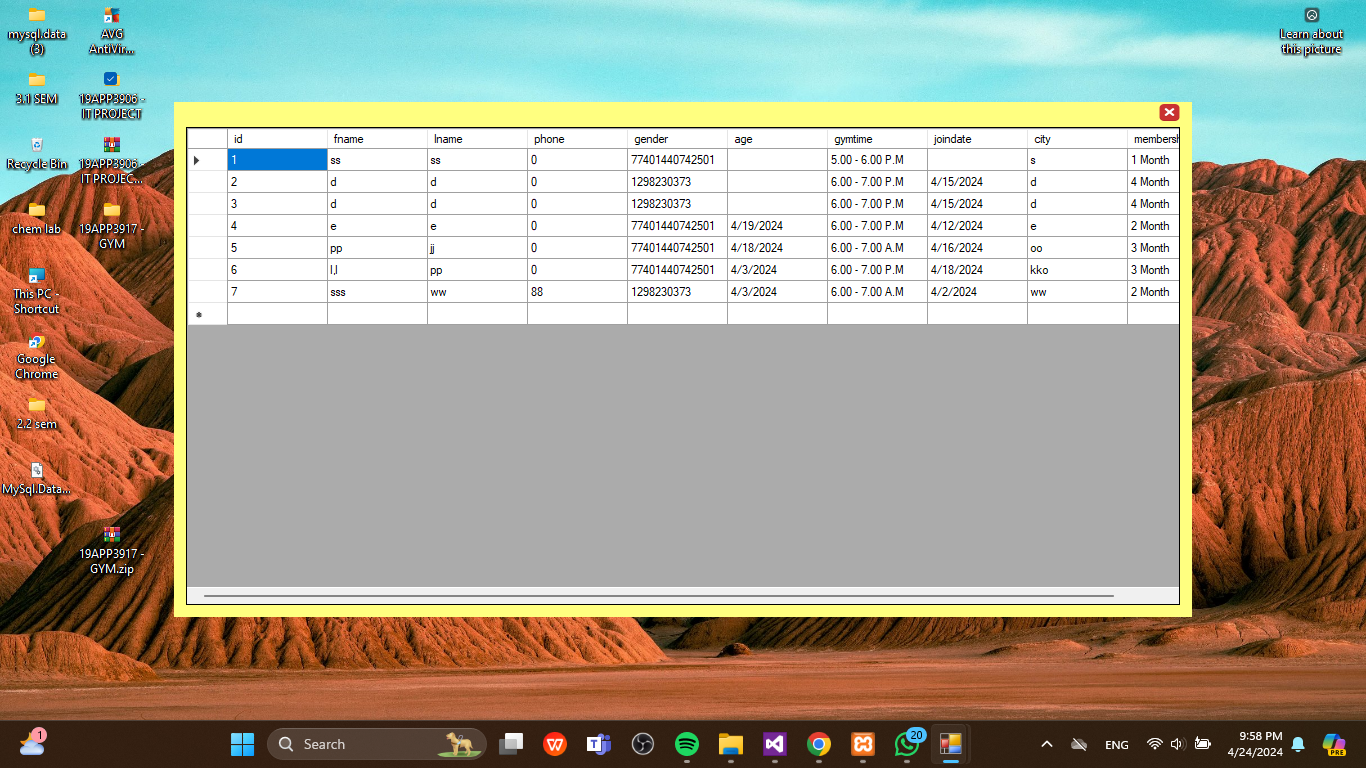 mysql.data
(3)
AVG
AntiVir...
Learn about
this picture
3.1 SEM
19APP3906 -
IT PROJECT
Recycle Bin
19APP3906 -
IT PROJEC...
chem lab
19APP3917 -
GYM
This PC -
Shortcut
Google
Chrome
2.2 sem
MySql.Data...
19APP3917 -
GYM.zip
id fname lname phone gender age gymtime joindate city membersh
1 ss ss 0 77401440742501 5.00 - 6.00 P.M s 1 Month
2 d d 0 1298230373 6.00 - 7.00 P.M 4/15/2024 d 4 Month
3 d d 0 1298230373 6.00 - 7.00 P.M 4/15/2024 d 4 Month
4 e e 0 77401440742501 4/19/2024 6.00 - 7.00 P.M 4/12/2024 e 2 Month
5 pp jj 0 77401440742501 4/18/2024 6.00 - 7.00 A.M 4/16/2024 oo 3 Month
6 l,l pp 0 77401440742501 4/3/2024 6.00 - 7.00 P.M 4/18/2024 kko 3 Month
7 sss ww 88 1298230373 4/3/2024 6.00 - 7.00 A.M 4/2/2024 ww 2 Month
1
Search
20
ENG
9:58 PM
4/24/2024
PRE